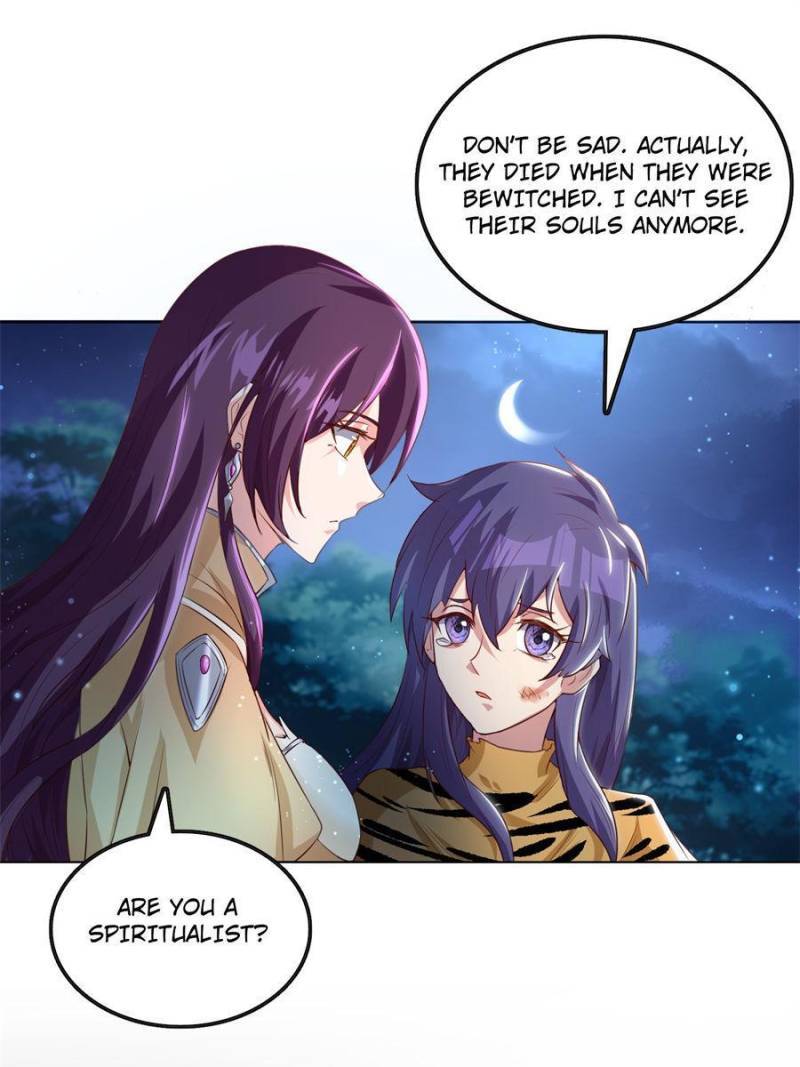 DON'T BE SAD. ACTUALLY,
THEY DIED WHEN THEY WERE
BEWITCHED. I CAN'T SEE
THEIR SOULS ANYMORE.
ARE YOU A
SPIRITUALIST?